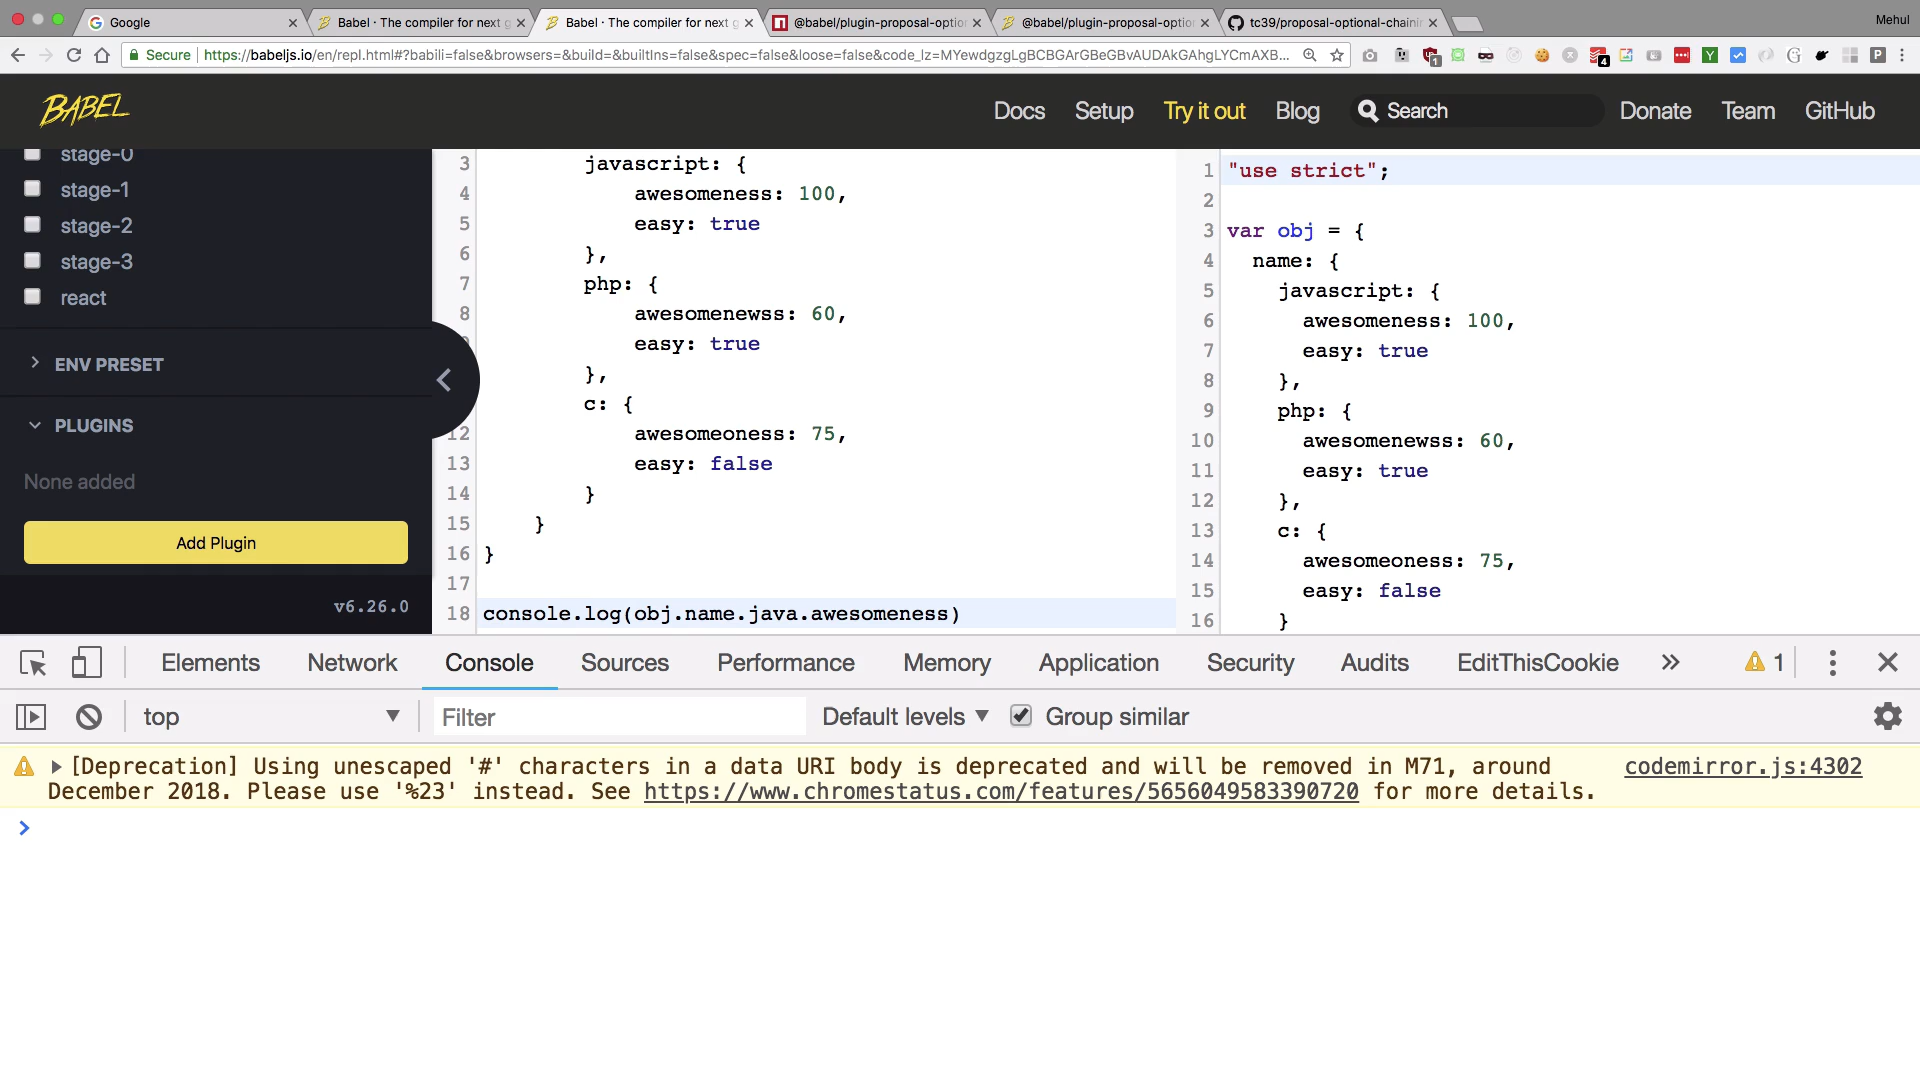 Google
Babel · The compiler for next g
Babel · The compiler for next g
@babel/plugin-proposal-option
@babel/plugin-proposal-option
tc39/proposal-optional-chainin
Mehul
Secure
https://babeljs.io/en/repl.html#?babili=false&browsers=&build=&builtIns=false&spec=false&loose=false&code_lz=MYewdgzgLgBCBGArGBeGBvAUDAkGAhgLYCmAXB...
BABEL
Docs
Setup
Try it out
Blog
Search
Donate
Team
GitHub
stage-0
stage-1
stage-2
stage-3
react
ENV PRESET
PLUGINS
None added
Add Plugin
v6.26.0
3 javascript: {
4 awesomeness: 100,
5 easy: true
6 },
7 php: {
8 awesomenewss: 60,
easy: true
},
c: {
12 awesomeoness: 75,
13 easy: false
14 }
15 }
16 }
17
18 console.log(obj.name.java.awesomeness)
1 "use strict";
2
3 var obj = {
4 name: {
5 javascript: {
6 awesomeness: 100,
7 easy: true
8 },
9 php: {
10 awesomenewss: 60,
11 easy: true
12 },
13 c: {
14 awesomeoness: 75,
15 easy: false
16 }
Elements
Network
Console
Sources
Performance
Memory
Application
Security
Audits
EditThisCookie
1
top
Filter
Default levels
Group similar
[Deprecation] Using unescaped '#' characters in a data URI body is deprecated and will be removed in M71, around
codemirror.js:4302
December 2018. Please use '%23' instead. See https://www.chromestatus.com/features/5656049583390720 for more details.